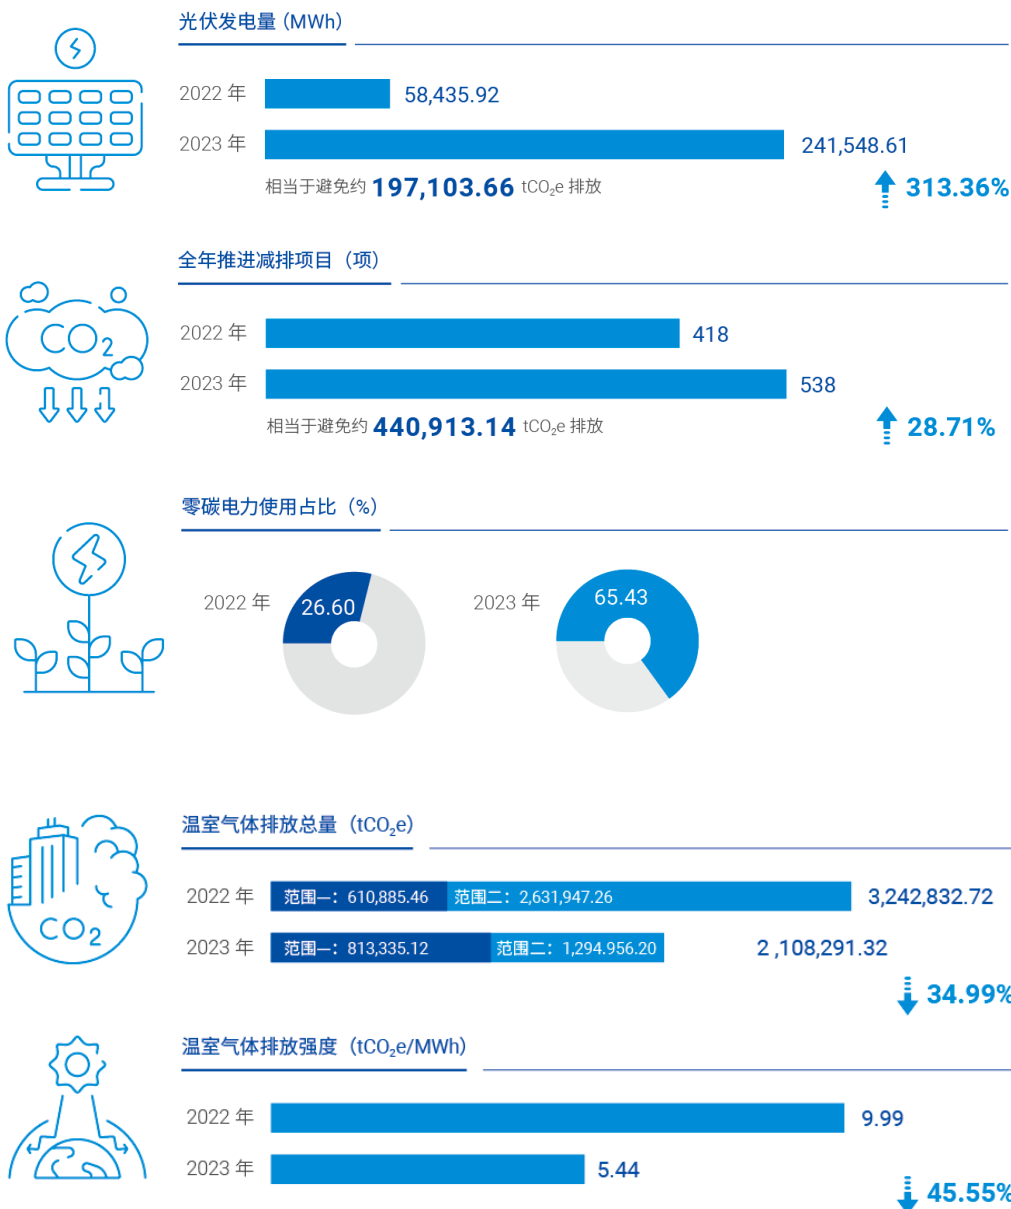 光伏发电量 (MWh)
2022 年 58,435.92
2023 年 241,548.61
相当于避免约 197,103.66 tCO₂e 排放 313.36%
全年推进减排项目（项）
CO₂
2022 年 418
2023 年 538
相当于避免约 440,913.14 tCO₂e 排放 28.71%
零碳电力使用占比（%）
2022 年 26.60 2023 年 65.43
温室气体排放总量（tCO₂e）
2022 年 范围一：610,885.46 范围二：2,631,947.26 3,242,832.72
CO₂
2023 年 范围一：813,335.12 范围二：1,294,956.20 2 ,108,291.32
34.99%
温室气体排放强度（tCO₂e/MWh）
2022 年 9.99
2023 年 5.44
45.55%